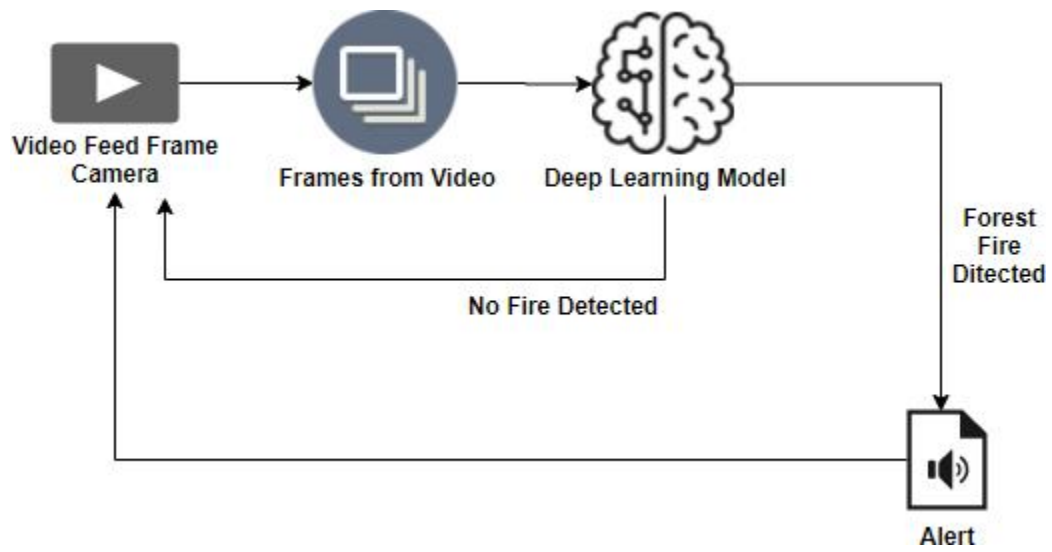 Video Feed Frame
Camera
Frames from Video
Deep Learning Model
Forest
Fire
Ditected
No Fire Detected
Alert